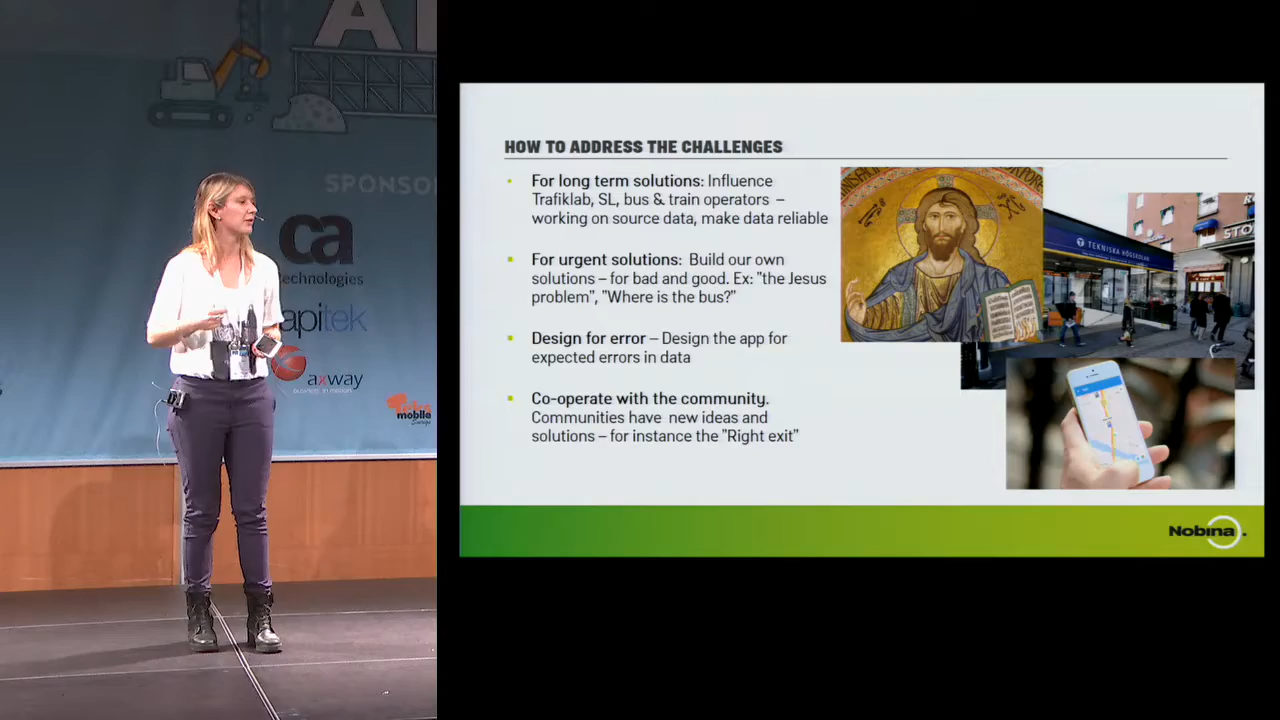 A
SPONSO
ca
technologies
apitek
axway
business in motion
mobile
Sverige
HOW TO ADDRESS THE CHALLENGES
• For long term solutions: Influence
Trafiklab, SL, bus & train operators –
working on source data, make data reliable
• For urgent solutions: Build our own
solutions – for bad and good. Ex: "the Jesus
problem", "Where is the bus?"
• Design for error – Design the app for
expected errors in data
• Co-operate with the community.
Communities have new ideas and
solutions – for instance the "Right exit"
TEKNISKA HÖGSKOLAN
Nobina.